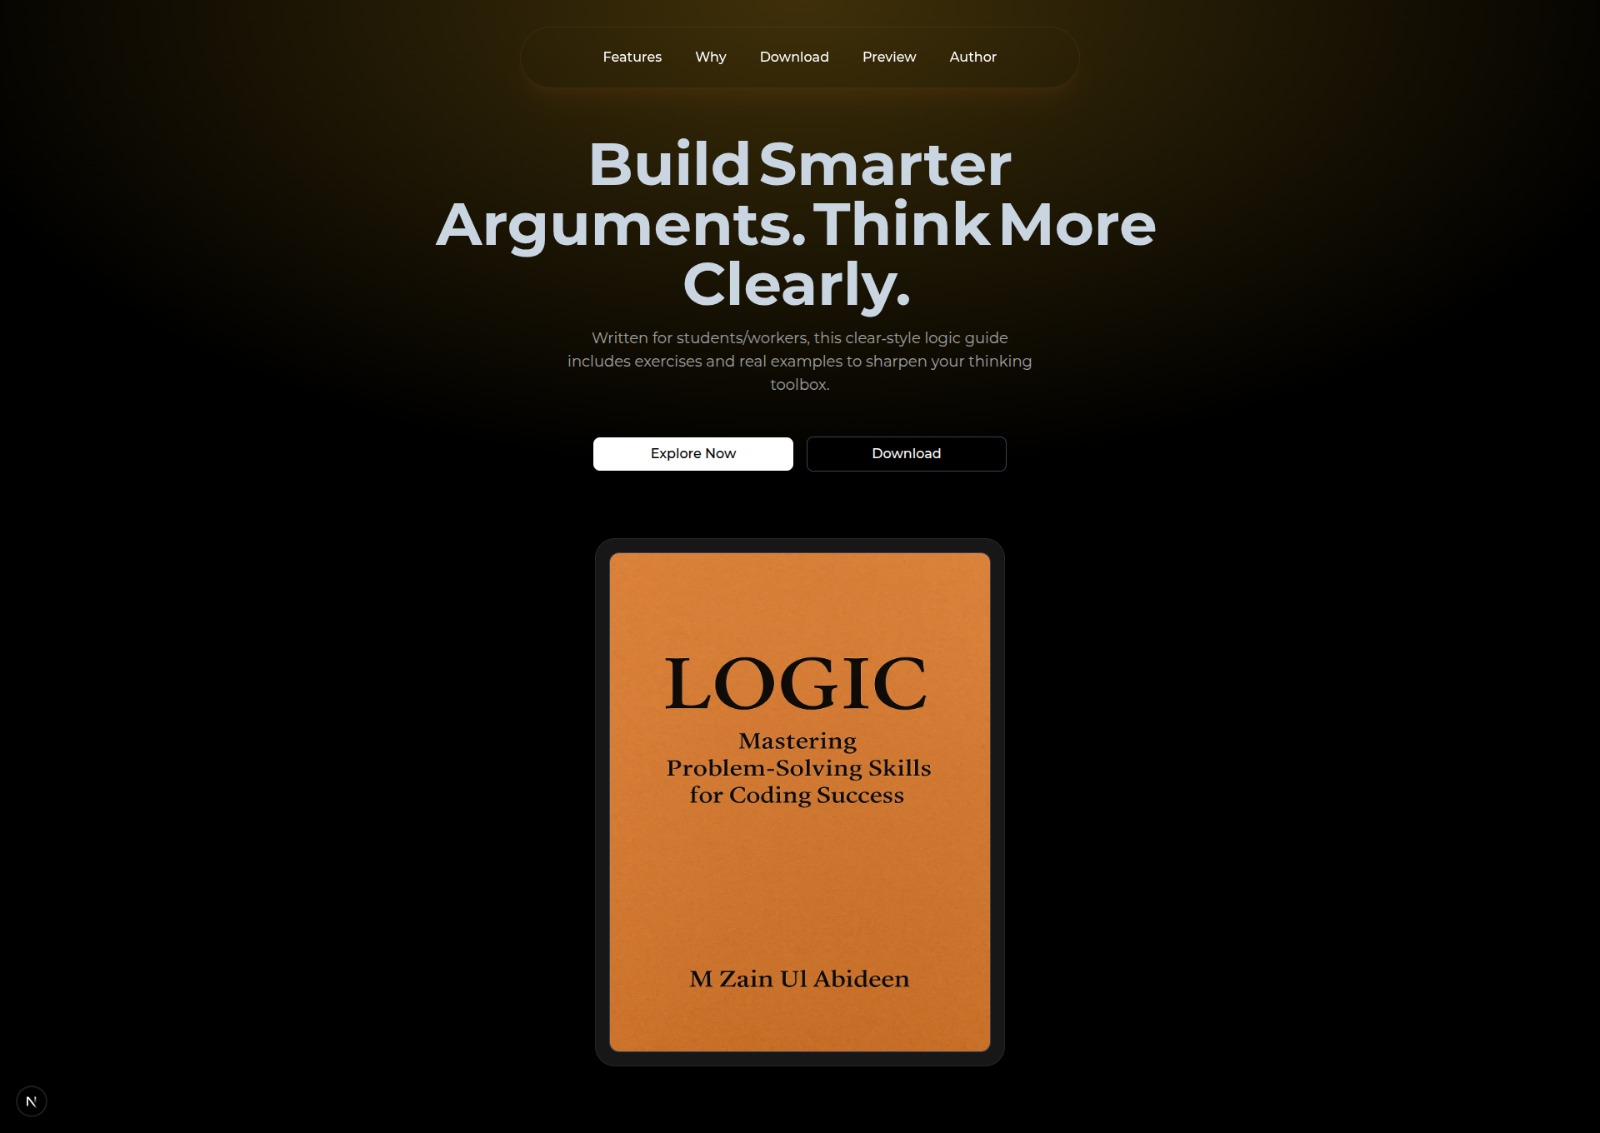 Features Why Download Preview Author
Build Smarter
Arguments. Think More
Clearly.
Written for students/workers, this clear-style logic guide
includes exercises and real examples to sharpen your thinking
toolbox.
Explore Now Download
LOGIC
Mastering
Problem-Solving Skills
for Coding Success
M Zain Ul Abideen
N